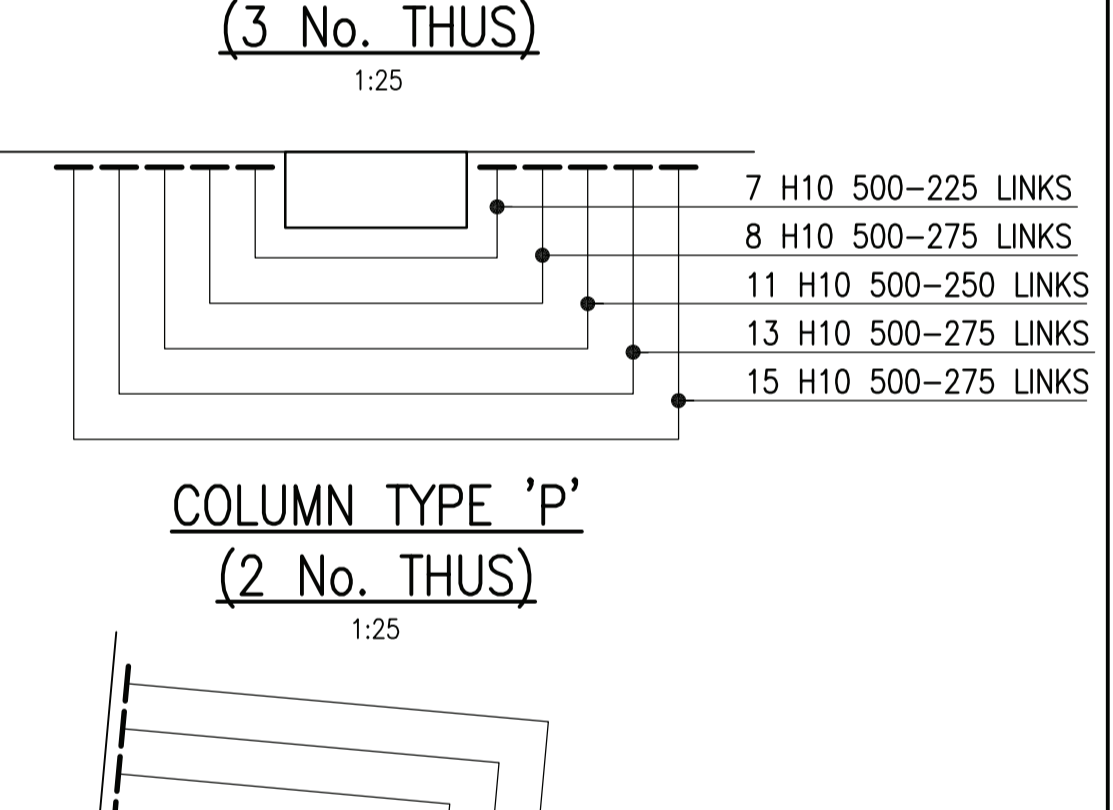 (3 No. THUS)
1:25
7 H10 500-225 LINKS
8 H10 500-275 LINKS
11 H10 500-250 LINKS
13 H10 500-275 LINKS
15 H10 500-275 LINKS
COLUMN TYPE 'P'
(2 No. THUS)
1:25